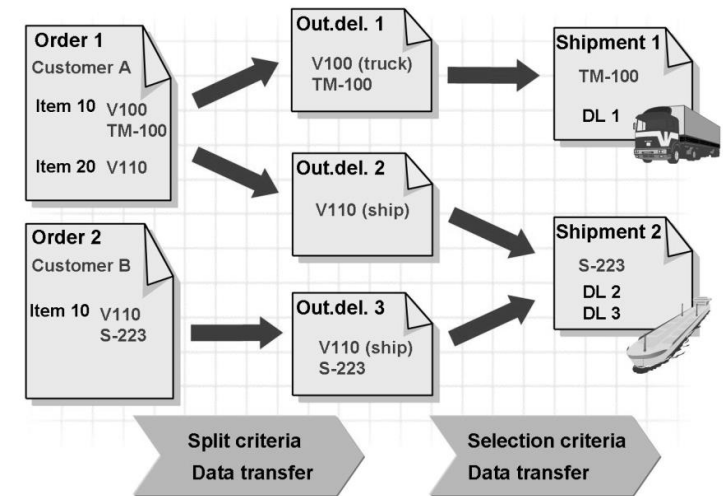 Order 1
Customer A
Item 10 V100
TM-100
Item 20 V110
Out.del. 1
V100 (truck)
TM-100
Shipment 1
TM-100
DL 1
Out.del. 2
V110 (ship)
Order 2
Customer B
Item 10 V110
S-223
Out.del. 3
V110 (ship)
S-223
Shipment 2
S-223
DL 2
DL 3
Split criteria
Data transfer
Selection criteria
Data transfer